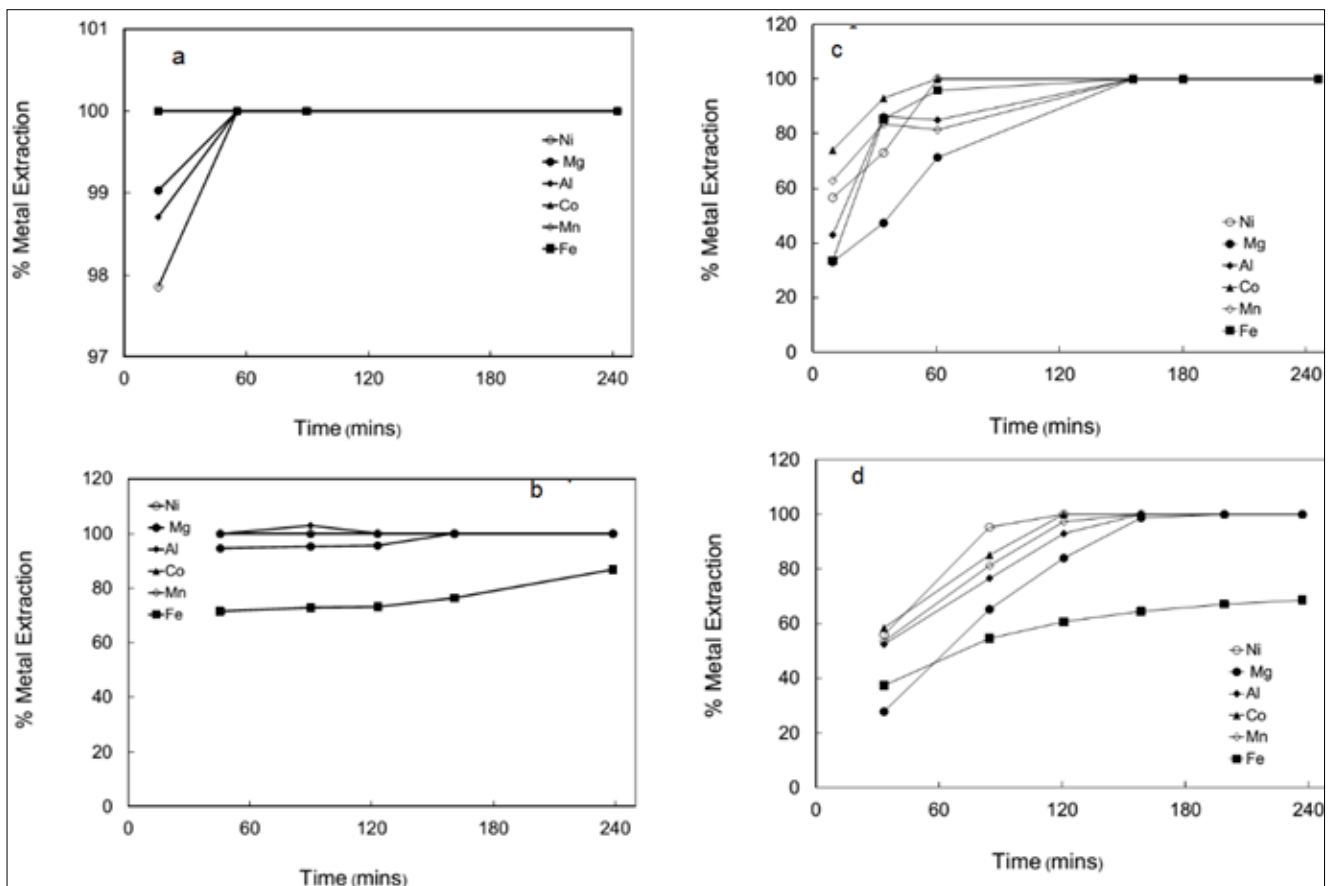 a
101
100
99
98
97
% Metal Extraction
Ni
Mg
Al
Co
Mn
Fe
0 60 120 180 240
Time (mins)
c
120
100
80
60
40
20
0
% Metal Extraction
Ni
Mg
Al
Co
Mn
Fe
0 60 120 180 240
Time (mins)
b
120
100
80
60
40
20
0
% Metal Extraction
Ni
Mg
Al
Co
Mn
Fe
0 60 120 180 240
Time (mins)
d
120
100
80
60
40
20
0
% Metal Extraction
Ni
Mg
Al
Co
Mn
Fe
0 60 120 180 240
Time (mins)